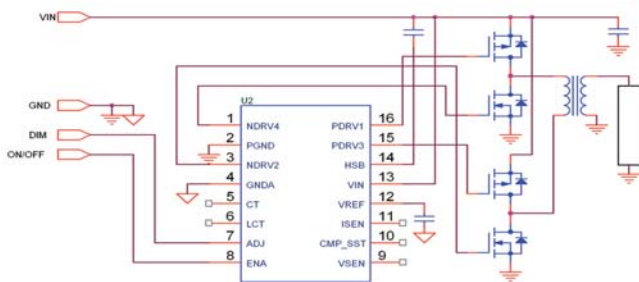 VIN
GND
DIM
ON/OFF
U2
1 NDRV4 PDRV1 16
2 PGND PDRV3 15
3 NDRV2 HSB 14
4 GNDA VIN 13
5 CT VREF 12
6 LCT ISEN 11
7 ADJ CMP_SST 10
8 ENA VSEN 9